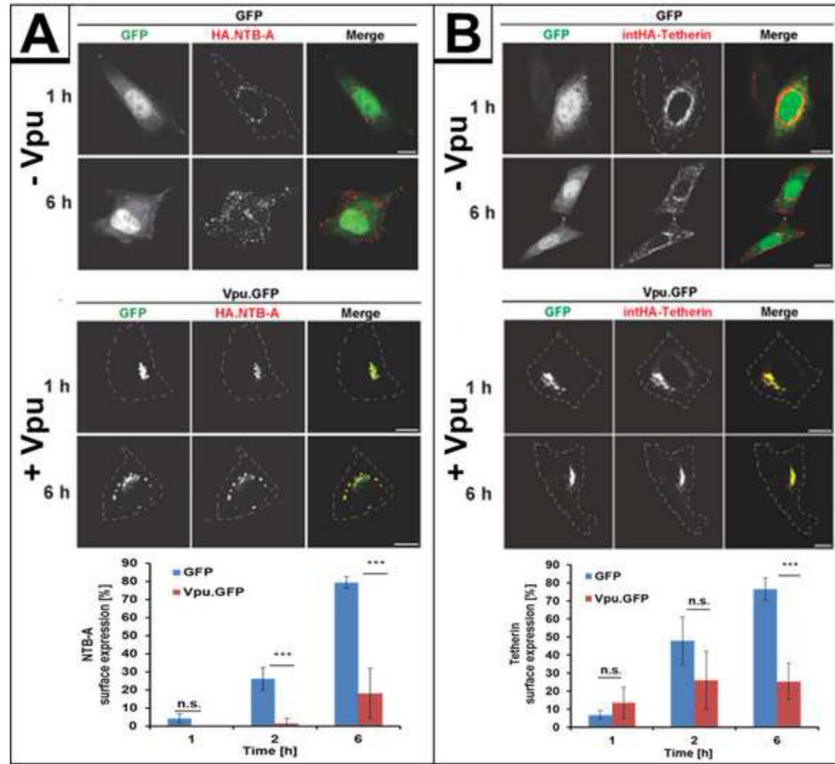 A
GFP
GFP HA.NTB-A Merge
- Vpu
1 h
6 h
Vpu.GFP
GFP HA.NTB-A Merge
+ Vpu
1 h
6 h
NTB-A
surface expression [%]
90
80
70
60
50
40
30
20
10
0
GFP
Vpu.GFP
n.s.
***
***
1 2 6
Time [h]
B
GFP
GFP intHA-Tetherin Merge
- Vpu
1 h
6 h
Vpu.GFP
GFP intHA-Tetherin Merge
+ Vpu
1 h
6 h
Tetherin
surface expression [%]
90
80
70
60
50
40
30
20
10
0
GFP
Vpu.GFP
n.s.
n.s.
***
1 2 6
Time [h]